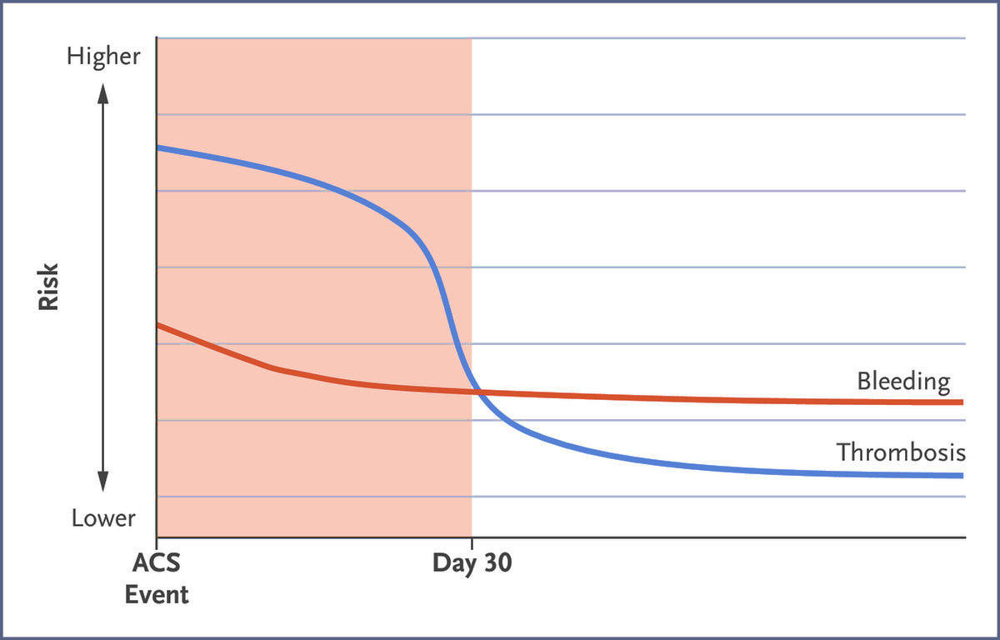 Higher
Risk
Lower
Bleeding
Thrombosis
ACS
Event
Day 30